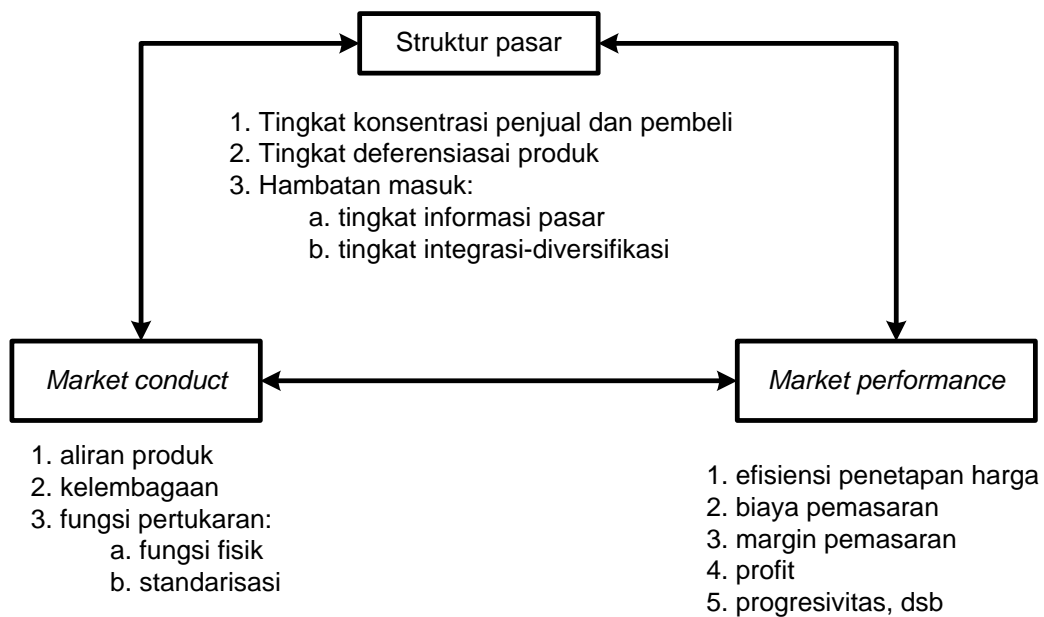 Struktur pasar
1. Tingkat konsentrasi penjual dan pembeli
2. Tingkat deferensiasai produk
3. Hambatan masuk:
a. tingkat informasi pasar
b. tingkat integrasi-diversifikasi
Market conduct
1. aliran produk
2. kelembagaan
3. fungsi pertukaran:
a. fungsi fisik
b. standarisasi
Market performance
1. efisiensi penetapan harga
2. biaya pemasaran
3. margin pemasaran
4. profit
5. progresivitas, dsb